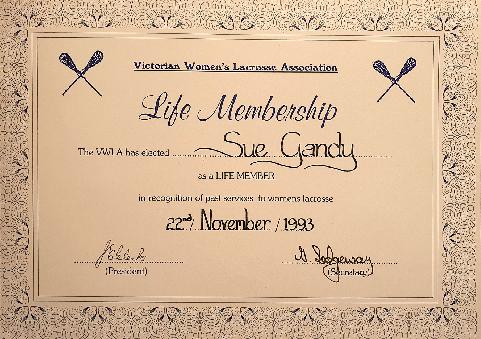 Victorian Women's Lacrosse Association
Life Membership
The VWLA has elected Sue Gandy
as a LIFE MEMBER
in recognition of past services to womens lacrosse
22nd / November / 1993
(President) (Secretary)